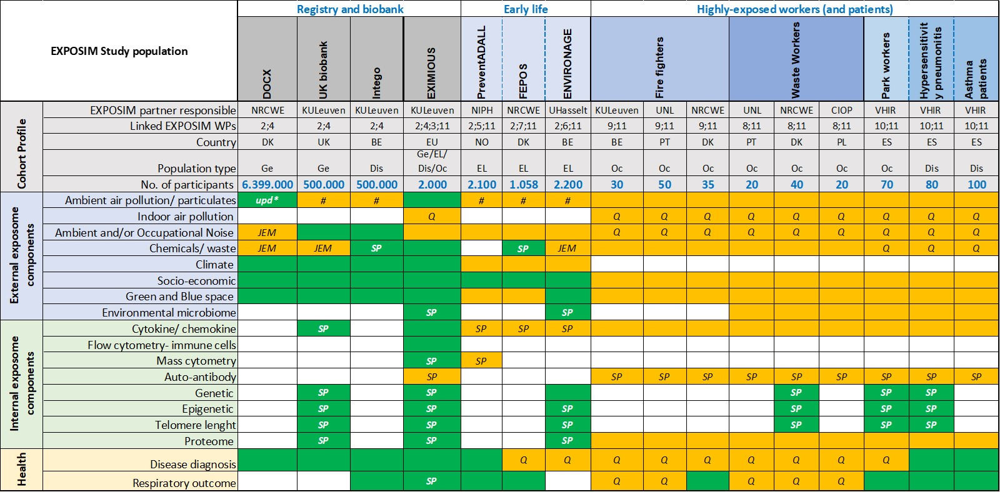 Registry and biobank Early life Highly-exposed workers (and patients)
EXPOSIM Study population DOCX UK biobank Intego EXIMIOUS PreventADALL FEPOS ENVIRONAGE Fire fighters Waste Workers Park workers Hypersensitivit y pneumonitis Asthma patients
Cohort Profile
EXPOSIM partner responsible NRCWE KULeuven KULeuven KULeuven NIPH NRCWE UHasselt KULeuven UNL NRCWE UNL NRCWE CIOP VHIR VHIR VHIR
Linked EXPOSIM WPs 2;4 2;4 2;4 2;4;3;11 2;5;11 2;7;11 2;6;11 9;11 9;11 9;11 8;11 8;11 8;11 10;11 10;11 10;11
Country DK UK BE EU NO DK BE BE PT DK PT DK PL ES ES ES
Population type Ge Ge Dis Ge/EL/ Dis/Oc EL EL EL Oc Oc Oc Oc Oc Oc Oc Dis Dis
No. of participants 6.399.000 500.000 500.000 2.000 2.100 1.058 2.200 30 50 35 20 40 20 70 80 100
External exposome components
Ambient air pollution/ particulates upd* # # # # #
Indoor air pollution Q Q Q Q Q Q Q Q Q Q
Ambient and/or Occupational Noise JEM Q Q Q Q Q Q Q Q Q
Chemicals/ waste JEM JEM SP SP JEM Q Q Q
Climate
Socio-economic
Green and Blue space
Environmental microbiome SP SP
Internal exposome components
Cytokine/ chemokine SP SP SP SP
Flow cytometry- immune cells
Mass cytometry SP SP
Auto-antibody SP SP SP SP SP SP SP SP SP SP
Genetic SP SP SP SP SP
Epigenetic SP SP SP SP SP SP
Telomere lenght SP SP SP SP SP SP
Proteome SP SP SP
Health
Disease diagnosis Q Q Q Q Q Q Q Q Q
Respiratory outcome SP Q Q Q Q Q